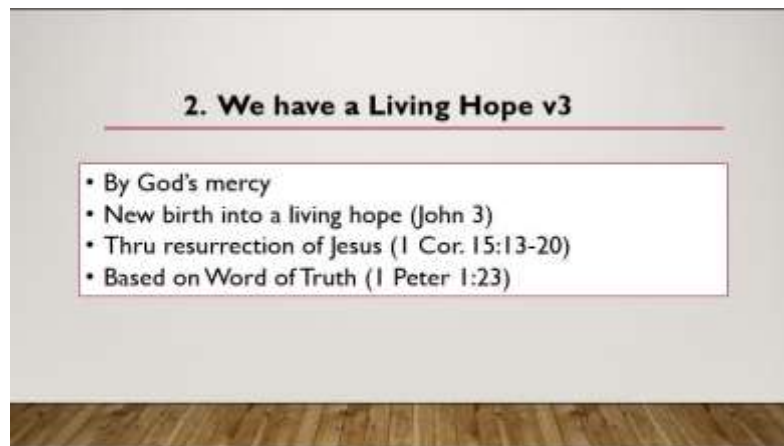 2. We have a Living Hope v3
• By God's mercy
• New birth into a living hope (John 3)
• Thru resurrection of Jesus (1 Cor. 15:13-20)
• Based on Word of Truth (1 Peter 1:23)